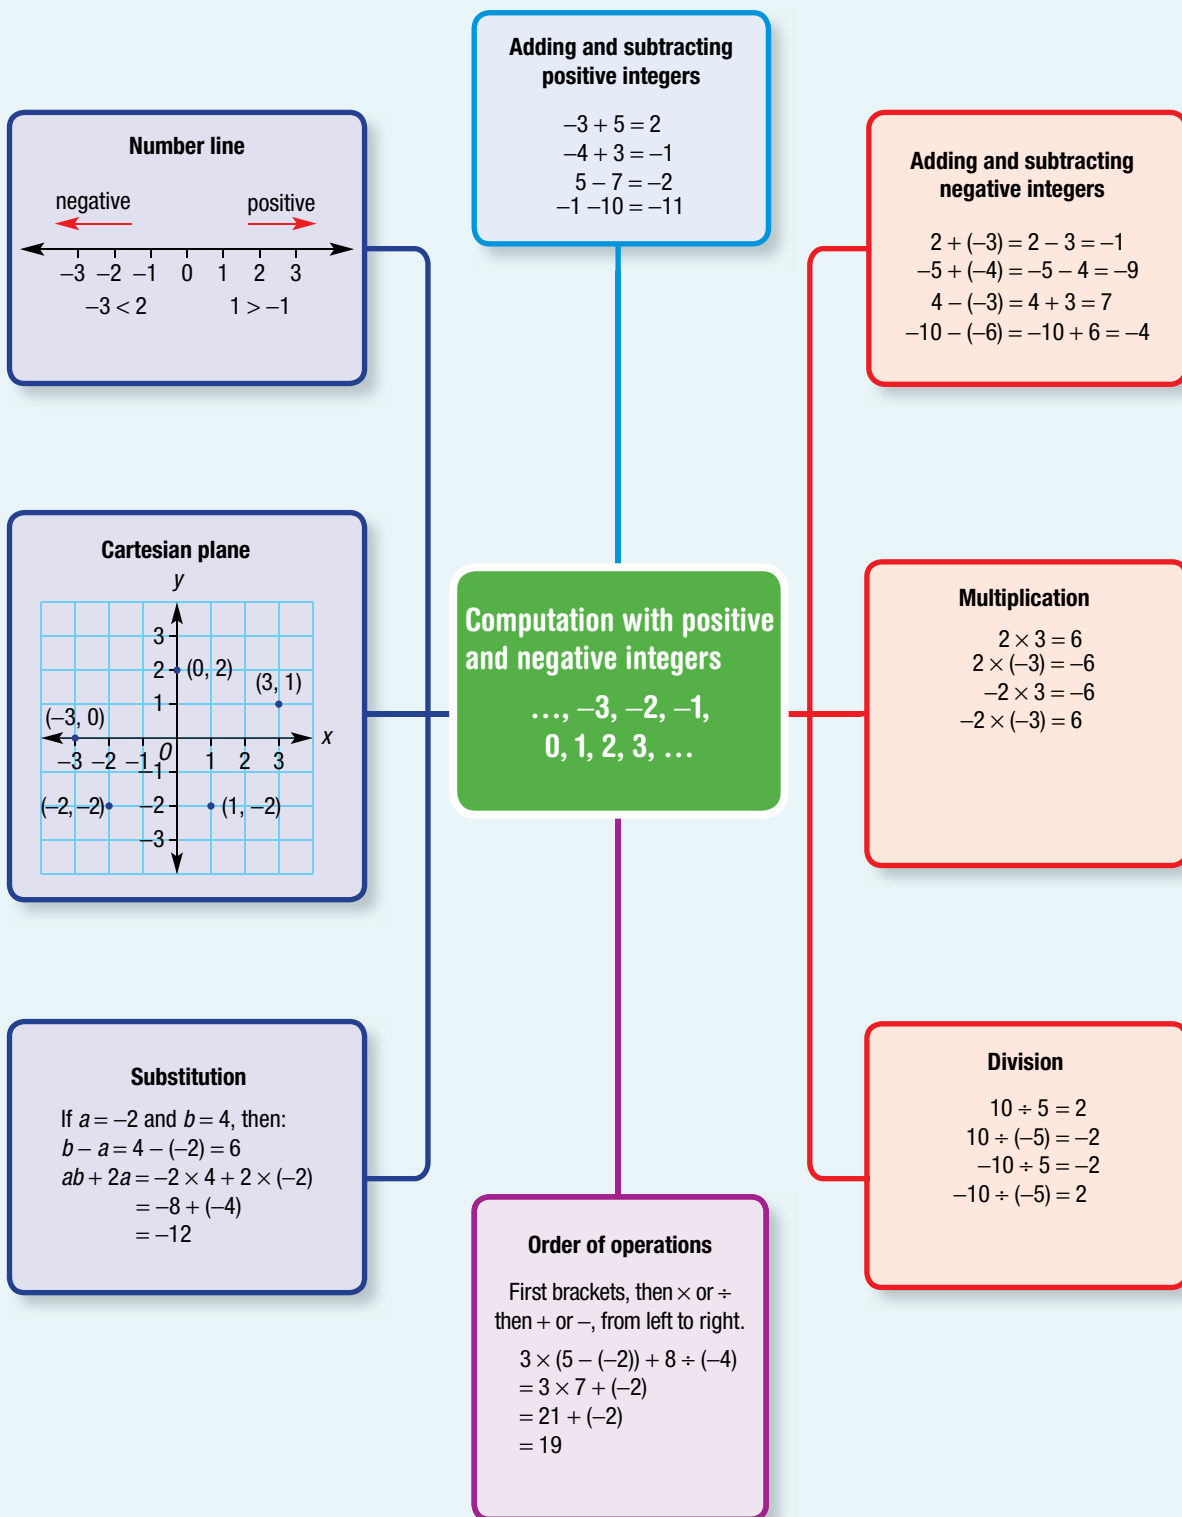 Adding and subtracting
positive integers
–3 + 5 = 2
–4 + 3 = –1
5 – 7 = –2
–1 –10 = –11
Number line
negative
positive
–3 –2 –1 0 1 2 3
–3 < 2
1 > –1
Adding and subtracting
negative integers
2 + (–3) = 2 – 3 = –1
–5 + (–4) = –5 – 4 = –9
4 – (–3) = 4 + 3 = 7
–10 – (–6) = –10 + 6 = –4
Cartesian plane
y
3
2 (0, 2)
(3, 1)
1
(–3, 0)
x
O
–3 –2 –1 1 2 3
–1
(–2, –2) –2 (1, –2)
–3
Computation with positive
and negative integers
…, –3, –2, –1,
0, 1, 2, 3, …
Multiplication
2 × 3 = 6
2 × (–3) = –6
–2 × 3 = –6
–2 × (–3) = 6
Substitution
If a = –2 and b = 4, then:
b – a = 4 – (–2) = 6
ab + 2a = –2 × 4 + 2 × (–2)
= –8 + (–4)
= –12
Division
10 ÷ 5 = 2
10 ÷ (–5) = –2
–10 ÷ 5 = –2
–10 ÷ (–5) = 2
Order of operations
First brackets, then × or ÷
then + or –, from left to right.
3 × (5 – (–2)) + 8 ÷ (–4)
= 3 × 7 + (–2)
= 21 + (–2)
= 19